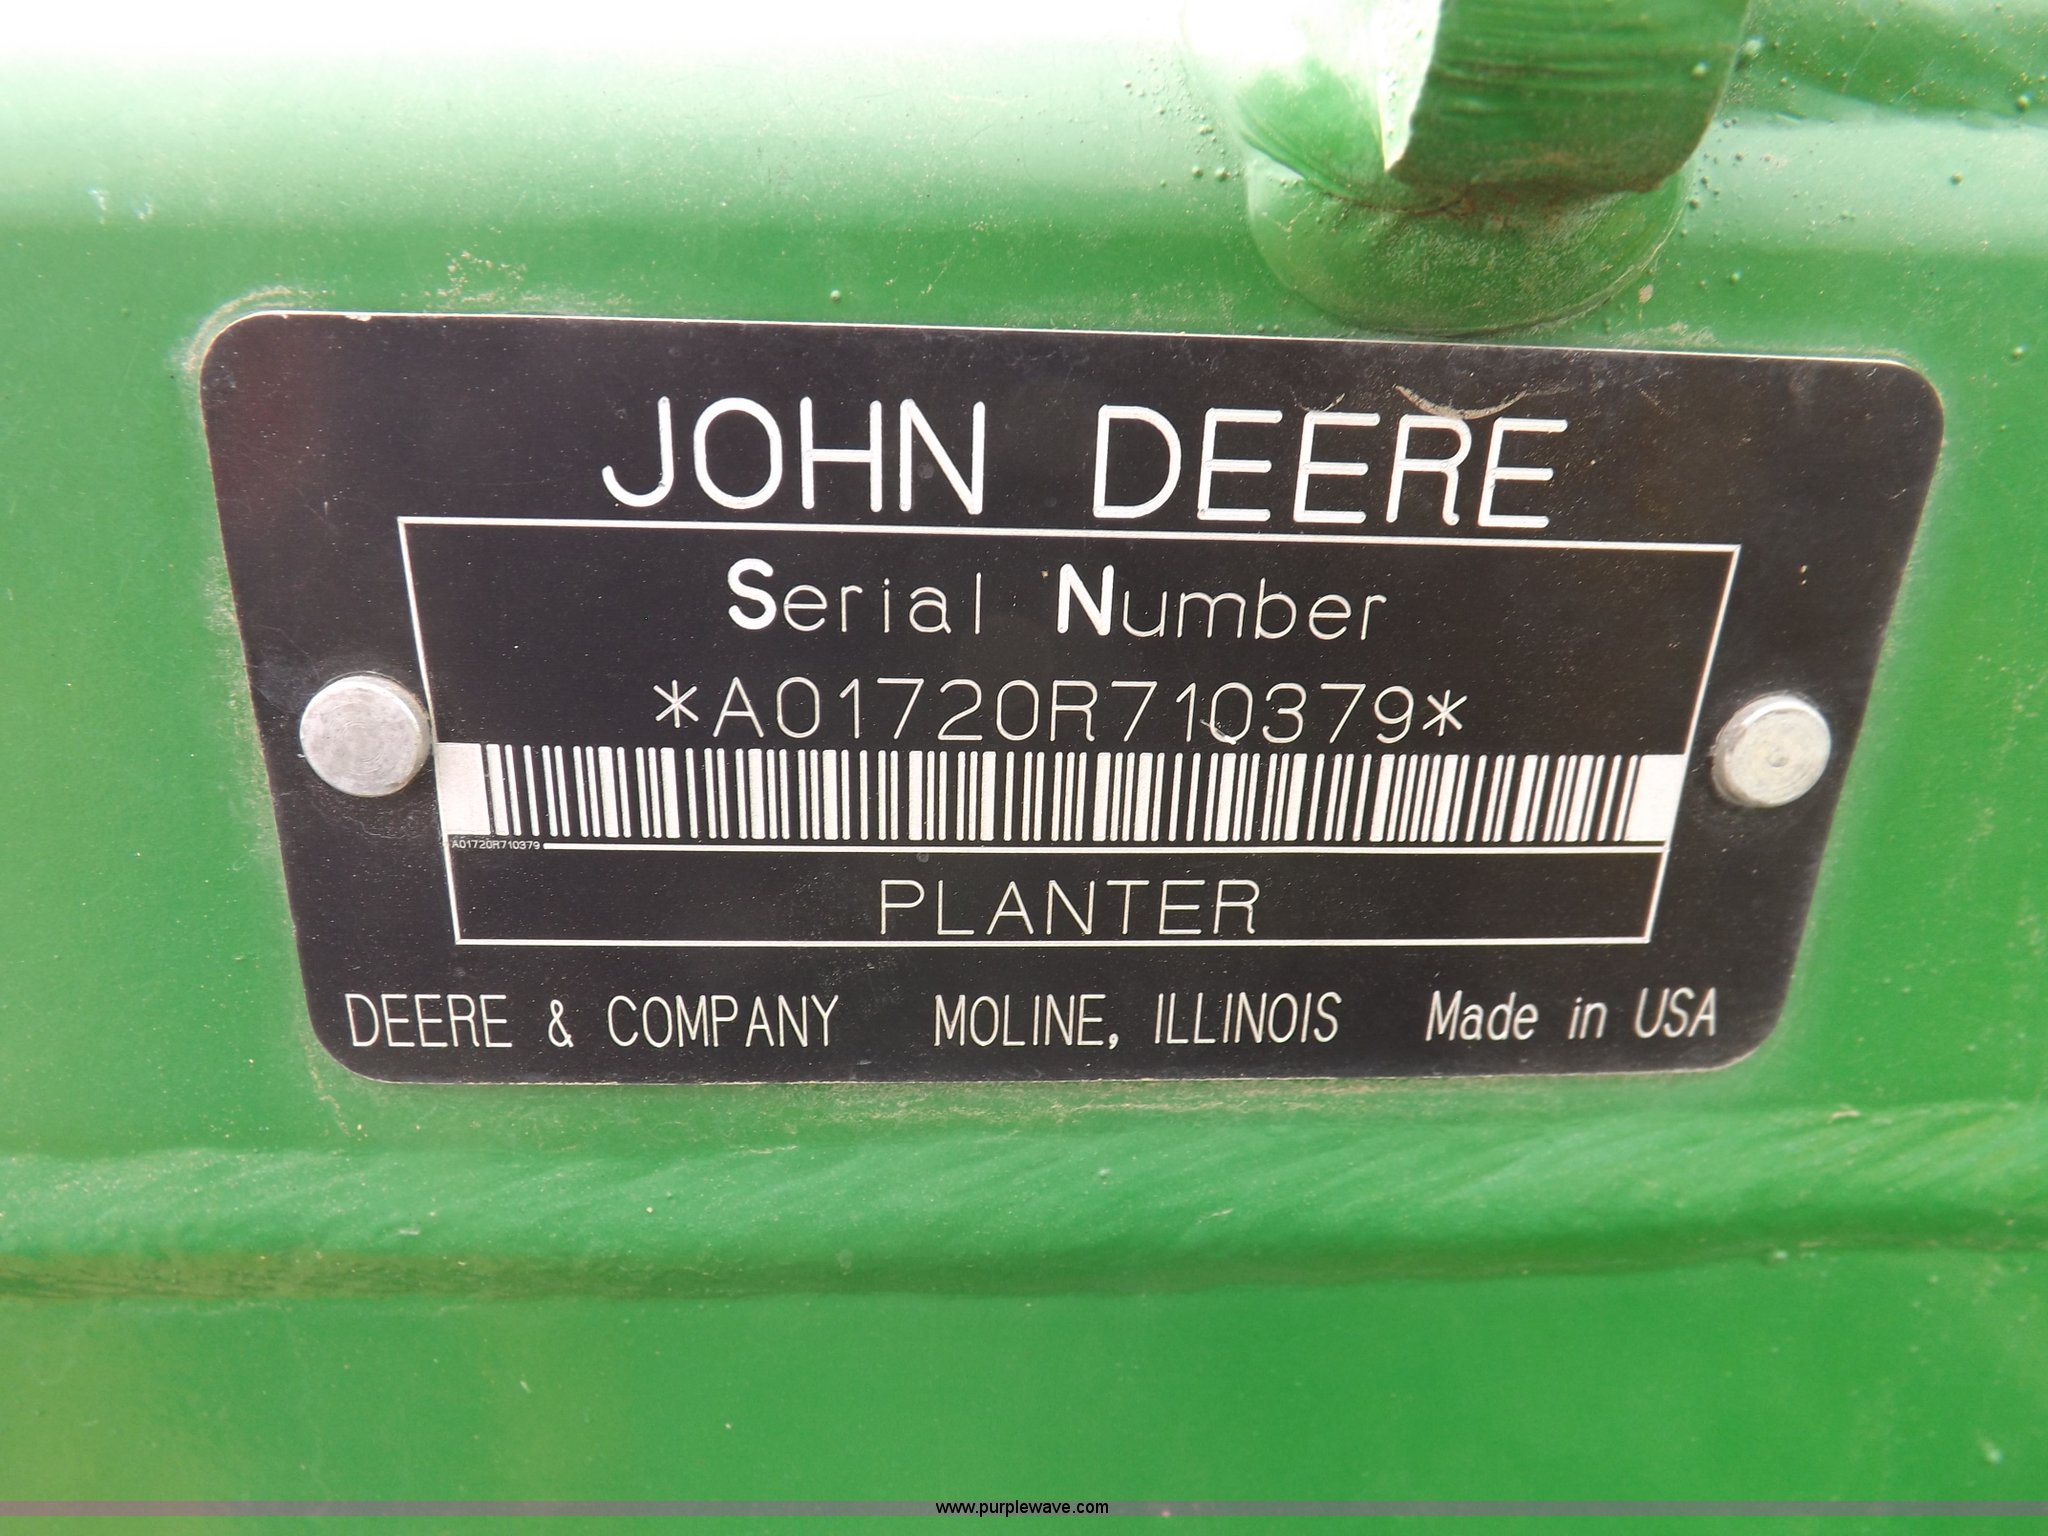 JOHN DEERE
Serial Number
*A01720R710379*
A01720R710379
PLANTER
DEERE & COMPANY MOLINE, ILLINOIS Made in USA
www.purplewave.com